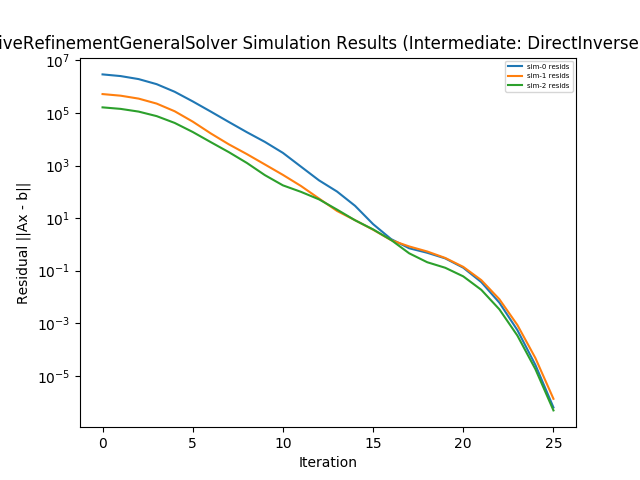 iveRefinementGeneralSolver Simulation Results (Intermediate: DirectInverse
sim-0 resids
sim-1 resids
sim-2 resids
Residual ||Ax - b||
10^7
10^5
10^3
10^1
10^−1
10^−3
10^−5
0 5 10 15 20 25
Iteration